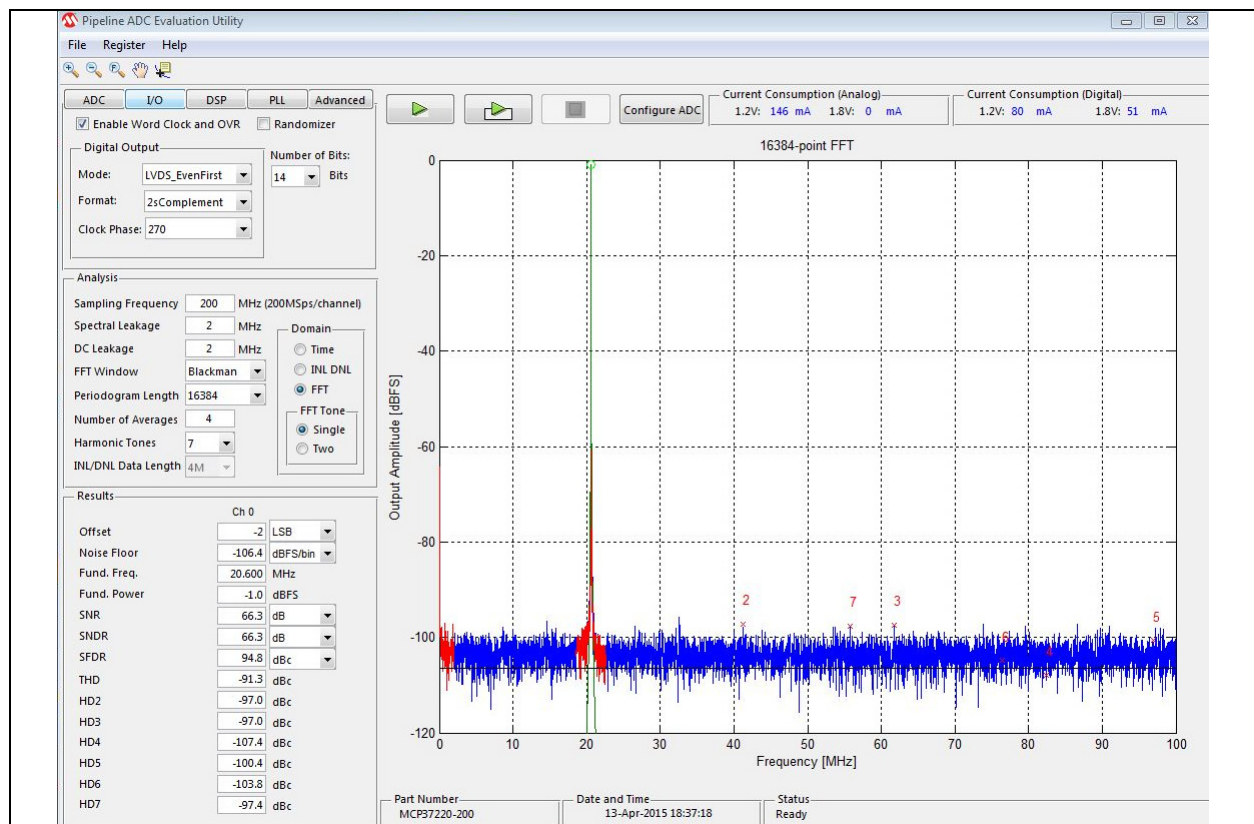 Pipeline ADC Evaluation Utility
File Register Help
ADC I/O DSP PLL Advanced
Enable Word Clock and OVR Randomizer
Digital Output
Mode: LVDS_EvenFirst
Format: 2sComplement
Clock Phase: 270
Number of Bits:
14 Bits
Analysis
Sampling Frequency 200 MHz (200MSps/channel)
Spectral Leakage 2 MHz
DC Leakage 2 MHz
FFT Window Blackman
Periodogram Length 16384
Number of Averages 4
Harmonic Tones 7
INL/DNL Data Length 4M
Domain
Time
INL DNL
FFT
FFT Tone
Single
Two
Results
Ch 0
Offset -2 LSB
Noise Floor -106.4 dBFS/bin
Fund. Freq. 20.600 MHz
Fund. Power -1.0 dBFS
SNR 66.3 dB
SNDR 66.3 dB
SFDR 94.8 dBc
THD -91.3 dBc
HD2 -97.0 dBc
HD3 -97.0 dBc
HD4 -107.4 dBc
HD5 -100.4 dBc
HD6 -103.8 dBc
HD7 -97.4 dBc
Configure ADC
Current Consumption (Analog)
1.2V: 146 mA 1.8V: 0 mA
Current Consumption (Digital)
1.2V: 80 mA 1.8V: 51 mA
16384-point FFT
Output Amplitude [dBFS]
0
-20
-40
-60
-80
-100
-120
2 7 3 5
6 4
0 10 20 30 40 50 60 70 80 90 100
Frequency [MHz]
Part Number
MCP37220-200
Date and Time
13-Apr-2015 18:37:18
Status
Ready